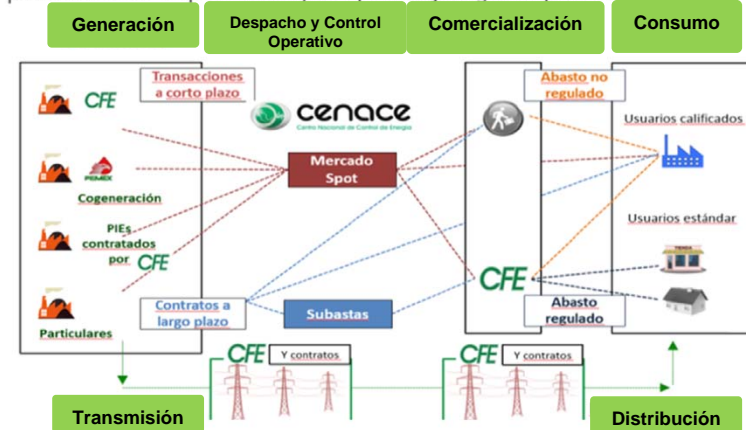 Generación
Despacho y Control
Operativo
Comercialización
Consumo
Transacciones
a corto plazo
Abasto no
regulado
CFE
cenace
Centro Nacional de Control de Energía
Usuarios calificados
Mercado
Spot
PEMEX
Cogeneración
PIEs
contratados
por CFE
Usuarios estándar
TIENDA
CFE
Contratos a
largo plazo
Subastas
Abasto
regulado
Particulares
CFE Y contratos
CFE Y contratos
Transmisión
Distribución